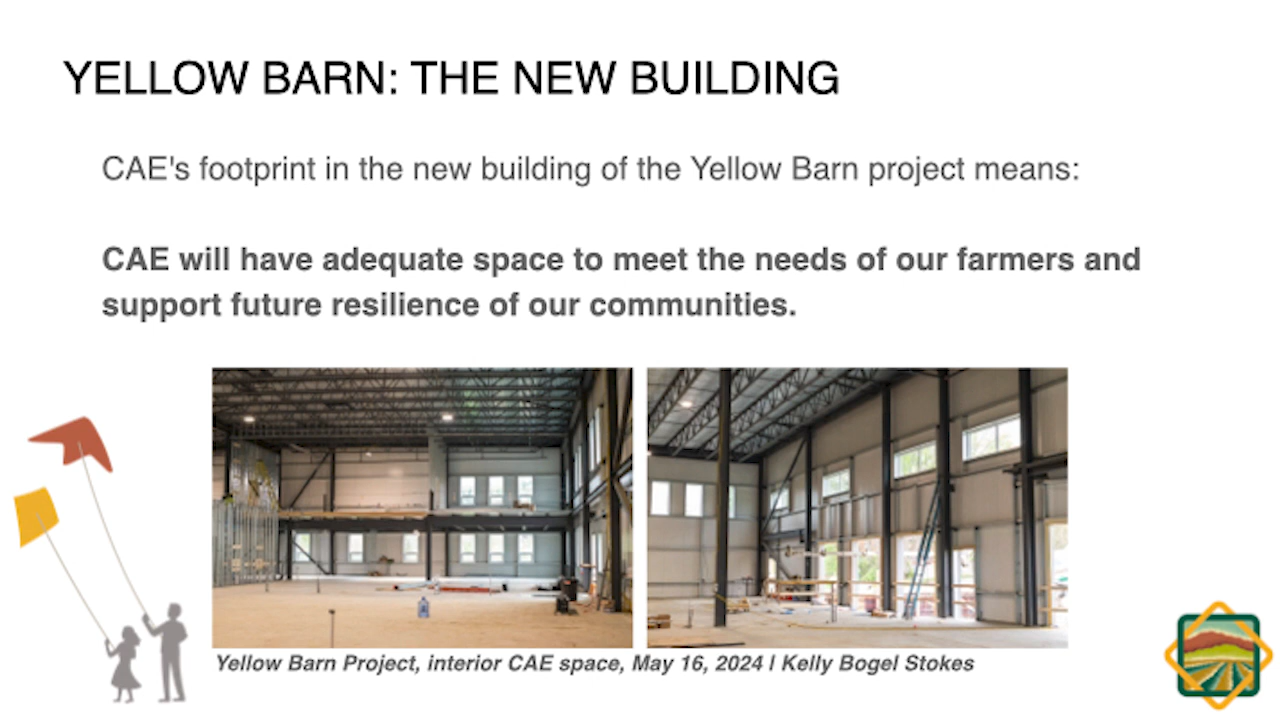 YELLOW BARN: THE NEW BUILDING
CAE's footprint in the new building of the Yellow Barn project means:
CAE will have adequate space to meet the needs of our farmers and
support future resilience of our communities.
Yellow Barn Project, interior CAE space, May 16, 2024 | Kelly Bogel Stokes